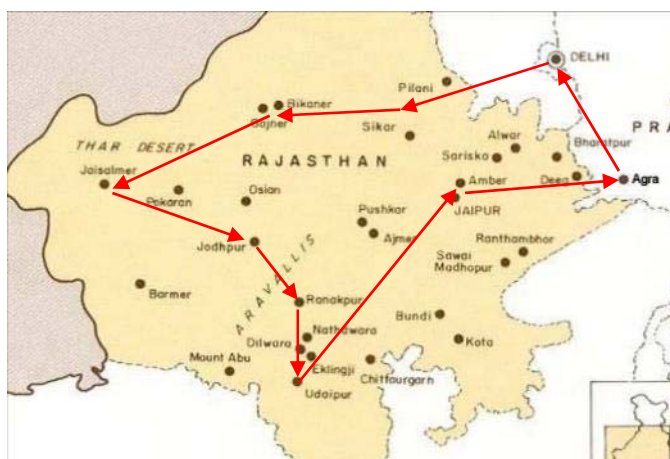 DELHI
Pilani
Bikaner
Gajner
Sikar
P R A
THAR DESERT
Alwar
Bharatpur
RAJASTHAN
Sariska
Jaisalmer
Amber
Deeg
Agra
Pokaran
Osian
JAIPUR
Pushkar
Ajmer
Jodhpur
Ranthambhor
Sawai
Madhopur
ARAVALLIS
Barmer
Ranakpur
Bundi
Nathdwara
Dilwara
Kota
Mount Abu
Eklingji
Chittaurgarh
Udaipur